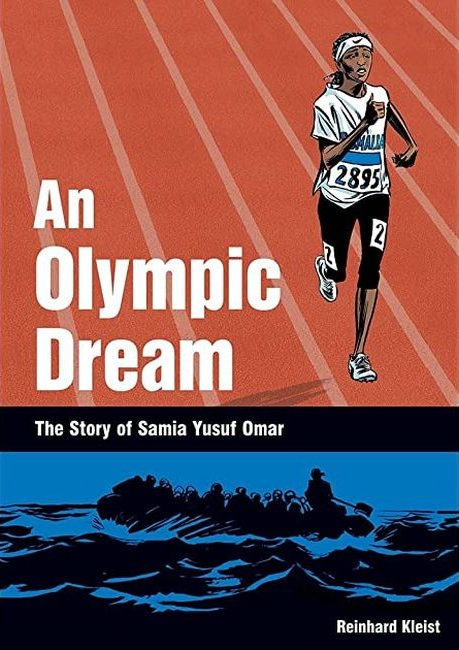 SOMALIA
2895
2
2
An
Olympic
Dream
The Story of Samia Yusuf Omar
Reinhard Kleist